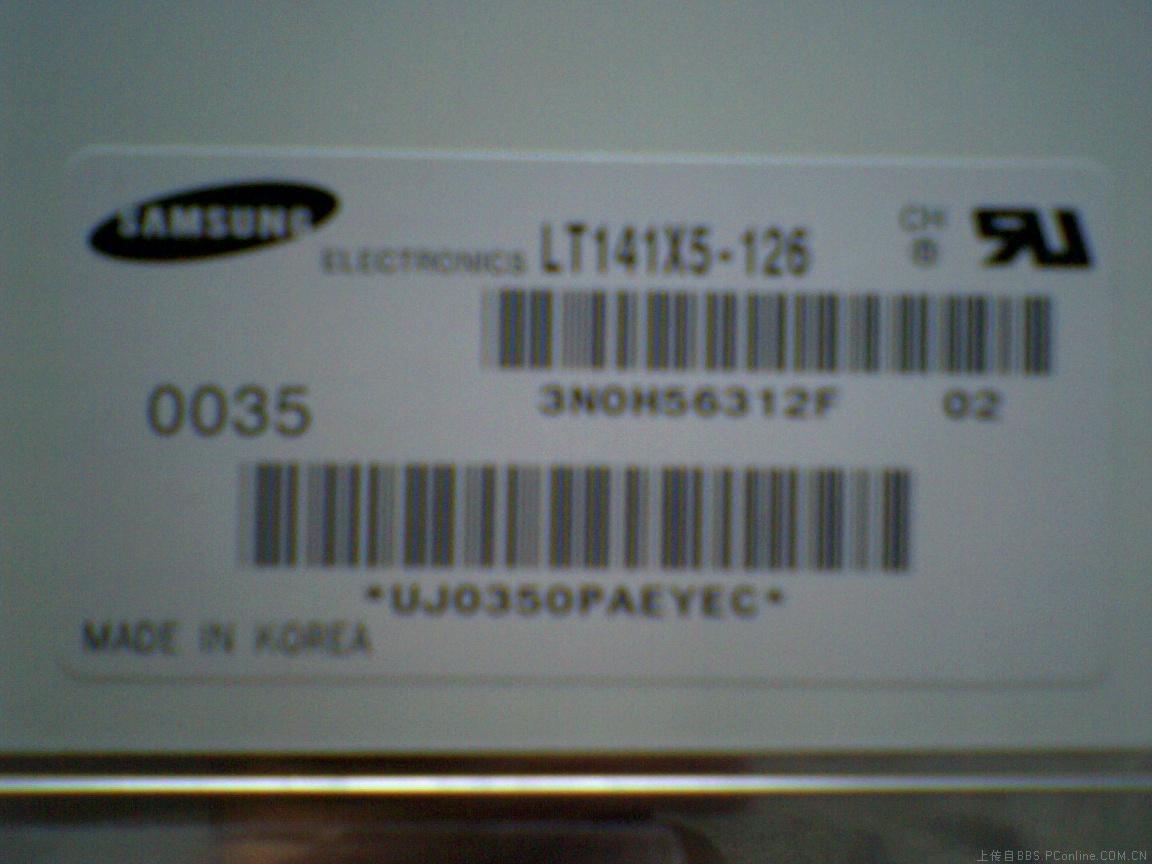 SAMSUNG
ELECTRONICS LT141X5-126
CH
3N0H56312F 02
0035
*UJ0350PAEYEC*
MADE IN KOREA
上传自BBS.PConline.COM.CN